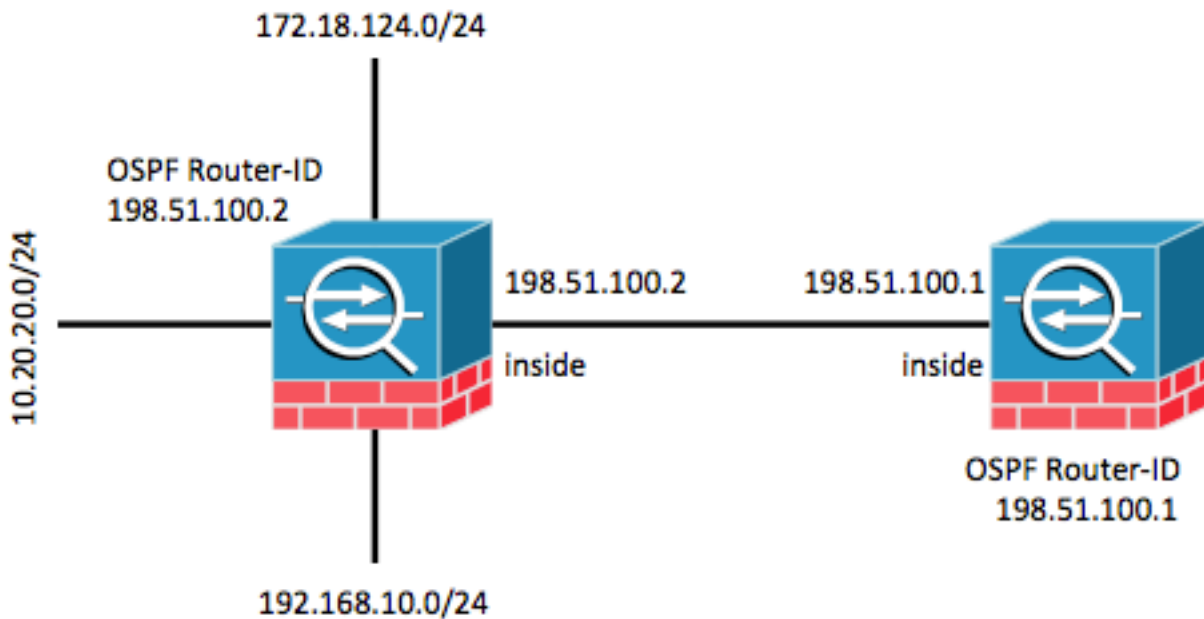 172.18.124.0/24
OSPF Router-ID
198.51.100.2
10.20.20.0/24
198.51.100.2
198.51.100.1
inside
inside
OSPF Router-ID
198.51.100.1
192.168.10.0/24